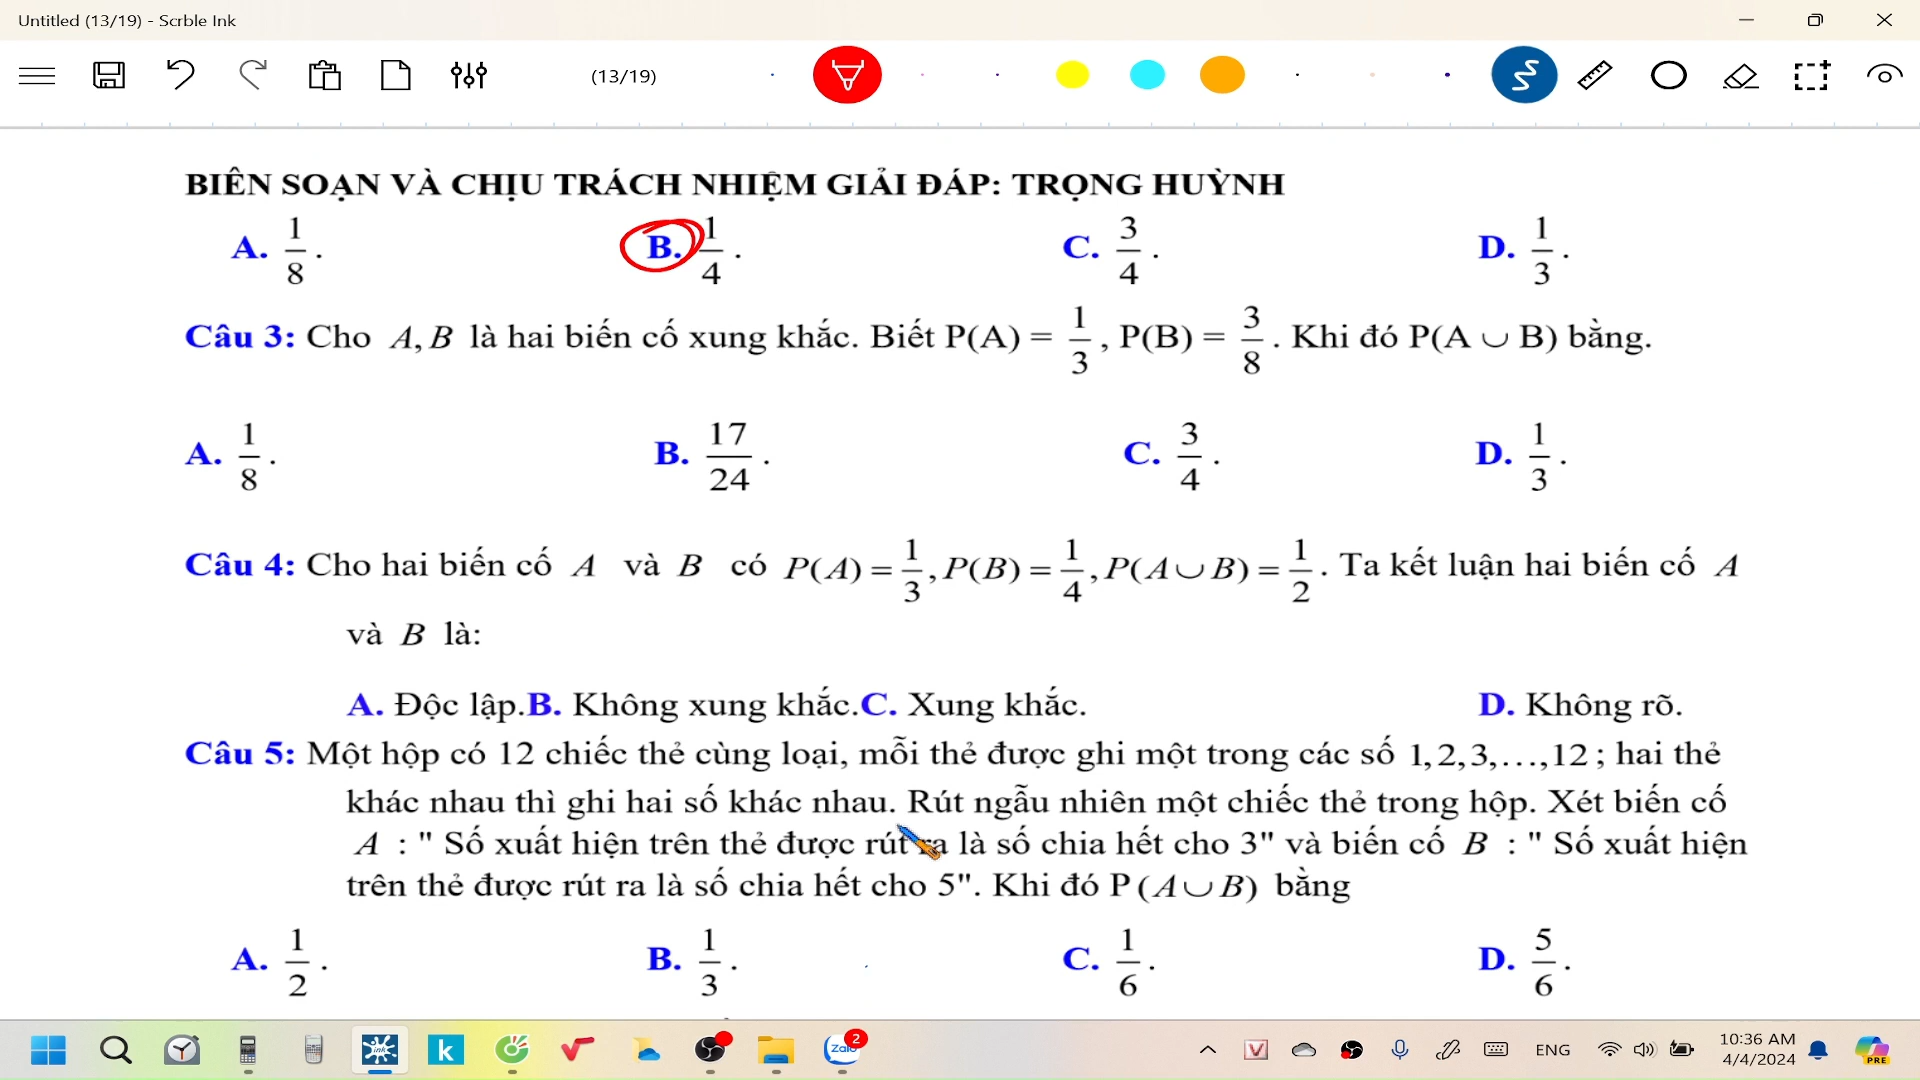 Untitled (13/19) - Scrble Ink
(13/19)
BIÊN SOẠN VÀ CHỊU TRÁCH NHIỆM GIẢI ĐÁP: TRỌNG HUỲNH
A. 1/8 . B. 1/4 . C. 3/4 . D. 1/3 .
Câu 3: Cho A, B là hai biến cố xung khắc. Biết P(A) = 1/3 , P(B) = 3/8 . Khi đó P(A ∪ B) bằng.
A. 1/8 . B. 17/24 . C. 3/4 . D. 1/3 .
Câu 4: Cho hai biến cố A và B có P(A) = 1/3, P(B) = 1/4, P(A∪B) = 1/2 . Ta kết luận hai biến cố A
và B là:
A. Độc lập.B. Không xung khắc.C. Xung khắc. D. Không rõ.
Câu 5: Một hộp có 12 chiếc thẻ cùng loại, mỗi thẻ được ghi một trong các số 1,2,3,...,12; hai thẻ
khác nhau thì ghi hai số khác nhau. Rút ngẫu nhiên một chiếc thẻ trong hộp. Xét biến cố
A : " Số xuất hiện trên thẻ được rút ra là số chia hết cho 3" và biến cố B : " Số xuất hiện
trên thẻ được rút ra là số chia hết cho 5". Khi đó P(A∪B) bằng
A. 1/2 . B. 1/3 . C. 1/6 . D. 5/6 .
ink k Zalo 2 V ENG 10:36 AM PRE
4/4/2024